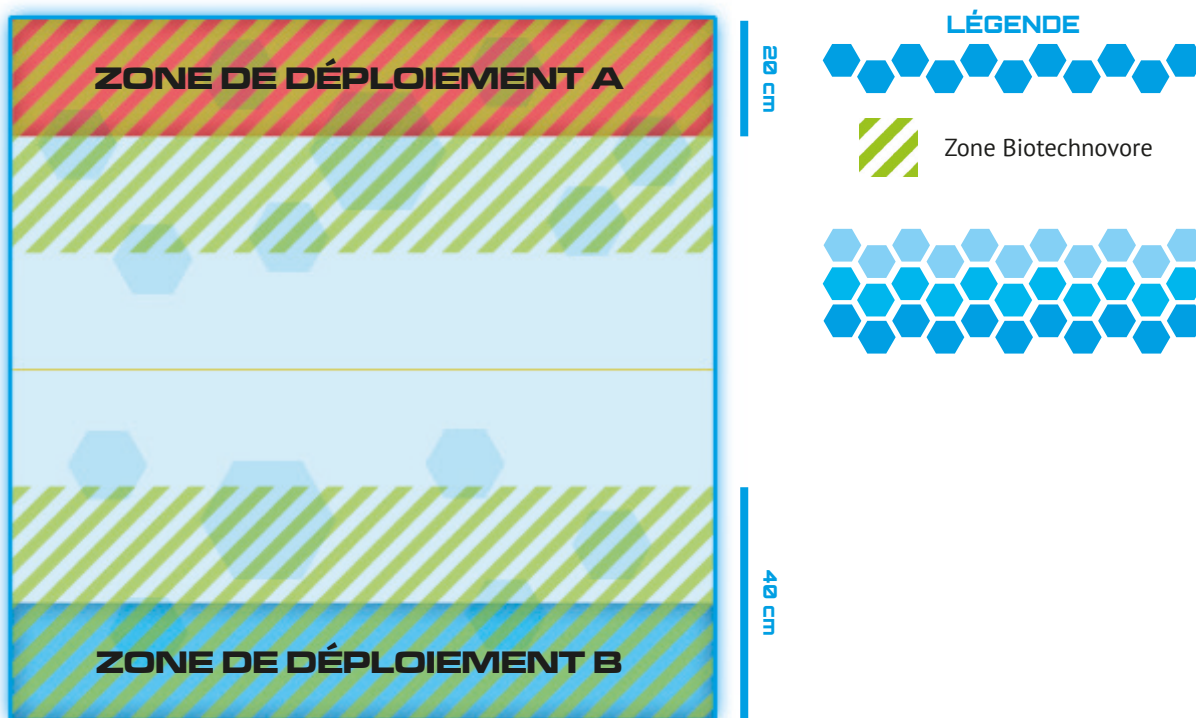 ZONE DE DÉPLOIEMENT A
20 cm
LÉGENDE
Zone Biotechnovore
40 cm
ZONE DE DÉPLOIEMENT B